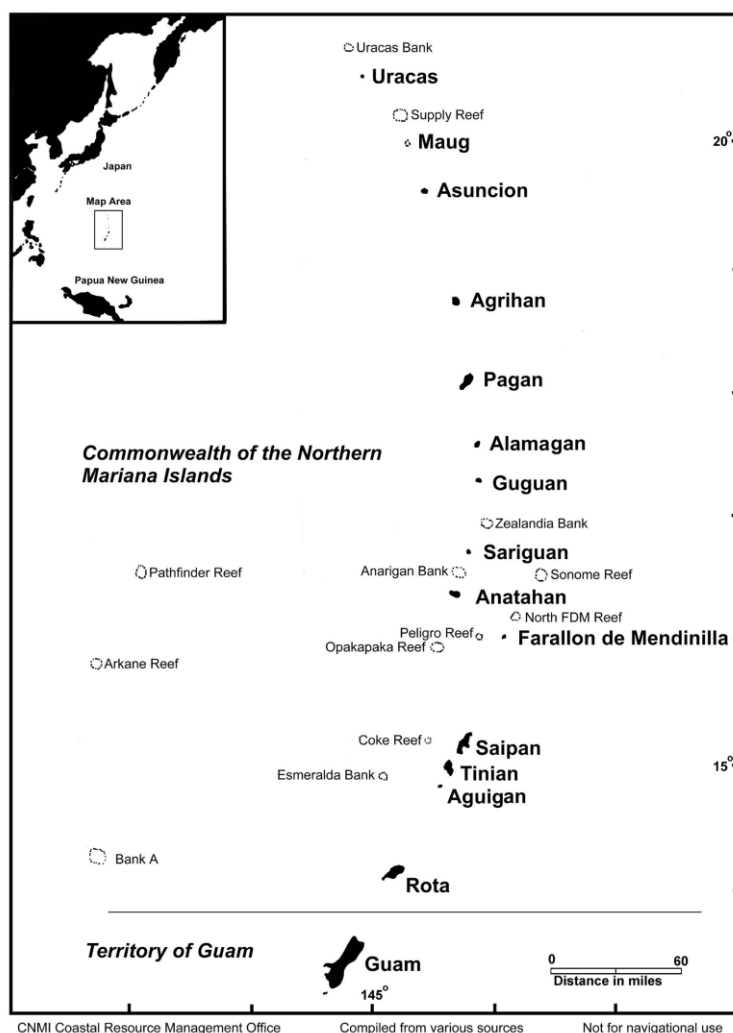 Uracas Bank
Uracas
Supply Reef
Maug
20°
Asuncion
Japan
Map Area
Papua New Guinea
Agrihan
Pagan
Commonwealth of the Northern
Mariana Islands
Alamagan
Guguan
Zealandia Bank
Sariguan
Pathfinder Reef
Anarigan Bank
Sonome Reef
Anatahan
North FDM Reef
Peligro Reef
Farallon de Mendinilla
Opakapaka Reef
Arkane Reef
Coke Reef
Saipan
15°
Tinian
Esmeralda Bank
Aguigan
Bank A
Rota
Territory of Guam
Guam
0 60
Distance in miles
145°
CNMI Coastal Resource Management Office Compiled from various sources Not for navigational use